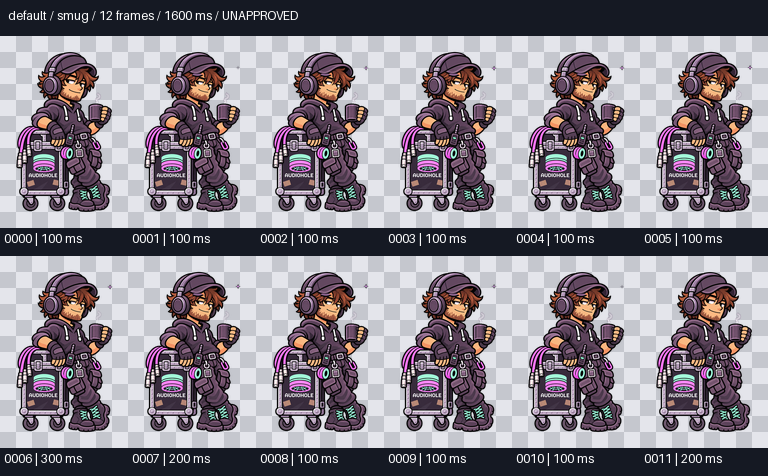 default / smug / 12 frames / 1600 ms / UNAPPROVED
AUDIOHOLE AUDIOHOLE AUDIOHOLE AUDIOHOLE AUDIOHOLE AUDIOHOLE
0000 | 100 ms 0001 | 100 ms 0002 | 100 ms 0003 | 100 ms 0004 | 100 ms 0005 | 100 ms
AUDIOHOLE AUDIOHOLE AUDIOHOLE AUDIOHOLE AUDIOHOLE AUDIOHOLE
0006 | 300 ms 0007 | 200 ms 0008 | 100 ms 0009 | 100 ms 0010 | 100 ms 0011 | 200 ms